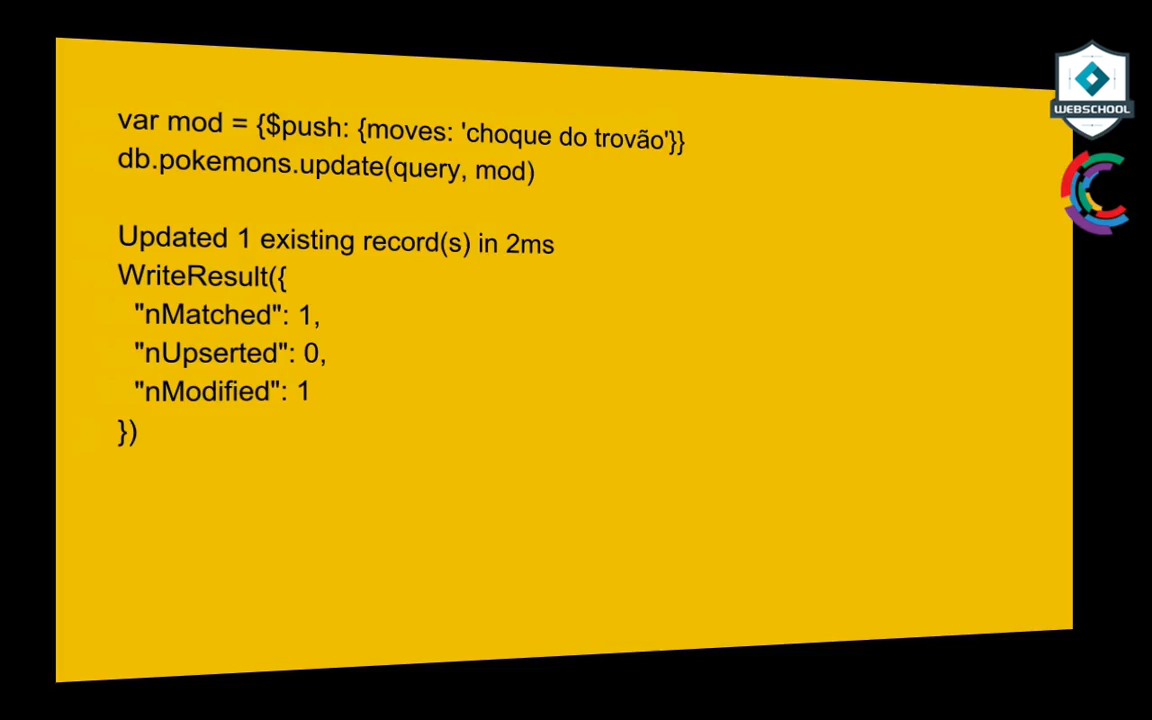 var mod = {$push: {moves: 'choque do trovão'}}
db.pokemons.update(query, mod)
Updated 1 existing record(s) in 2ms
WriteResult({
"nMatched": 1,
"nUpserted": 0,
"nModified": 1
})
WEBSCHOOL